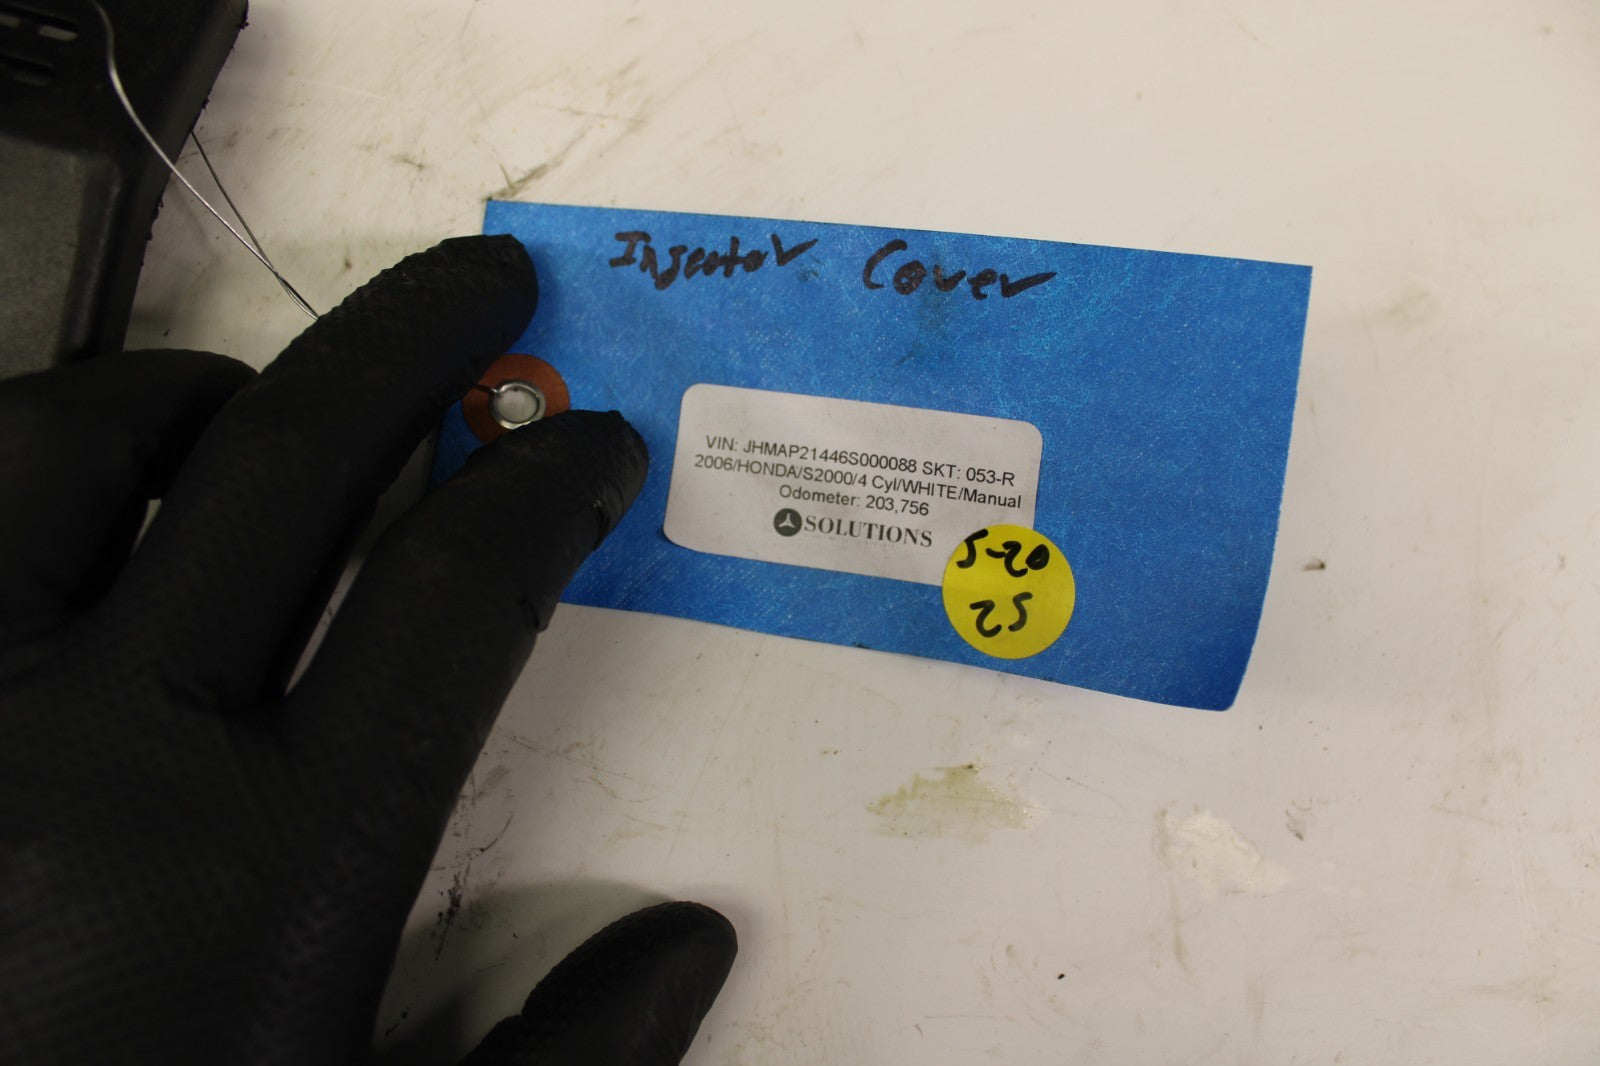 Injector Cover
VIN: JHMAP21446S000088 SKT: 053-R
2006/HONDA/S2000/4 Cyl/WHITE/Manual
Odometer: 203,756
SOLUTIONS
5-20
25